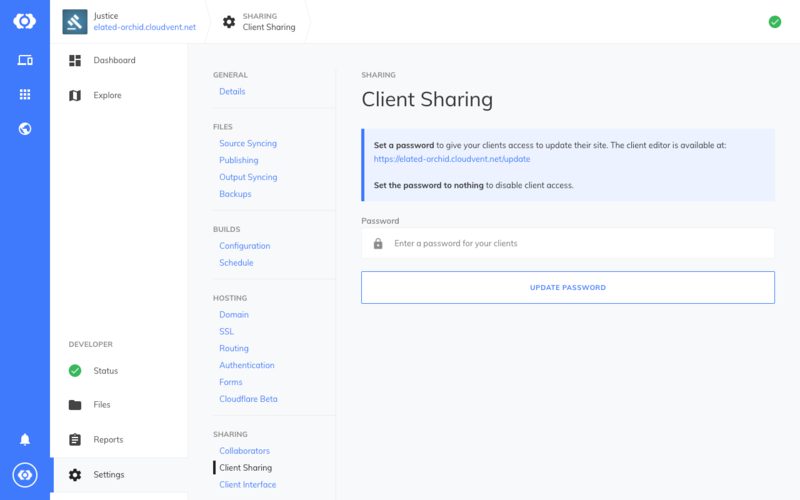 Justice
elated-orchid.cloudvent.net
SHARING
Client Sharing
Dashboard
Explore
DEVELOPER
Status
Files
Reports
Settings
GENERAL
Details
FILES
Source Syncing
Publishing
Output Syncing
Backups
BUILDS
Configuration
Schedule
HOSTING
Domain
SSL
Routing
Authentication
Forms
Cloudflare Beta
SHARING
Collaborators
Client Sharing
Client Interface
SHARING
Client Sharing
Set a password to give your clients access to update their site. The client editor is available at:
https://elated-orchid.cloudvent.net/update
Set the password to nothing to disable client access.
Password
Enter a password for your clients
UPDATE PASSWORD